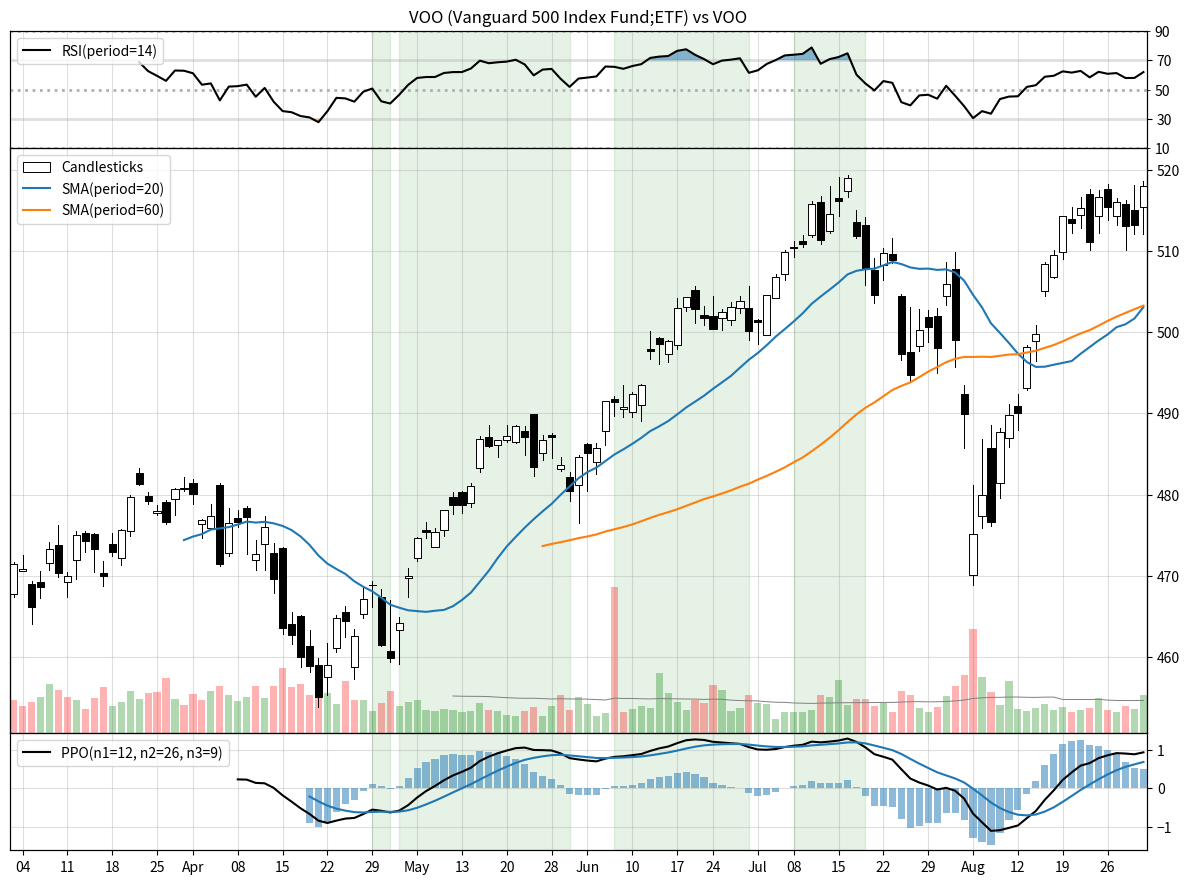 VOO (Vanguard 500 Index Fund;ETF) vs VOO
RSI(period=14)
90
70
50
30
10
Candlesticks
SMA(period=20)
SMA(period=60)
520
510
500
490
480
470
460
PPO(n1=12, n2=26, n3=9)
1
0
−1
04 11 18 25 Apr 08 15 22 29 May 13 20 28 Jun 10 17 24 Jul 08 15 22 29 Aug 12 19 26